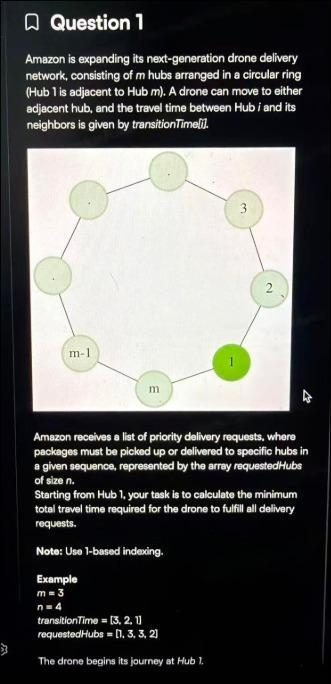 Question 1
Amazon is expanding its next-generation drone delivery
network, consisting of m hubs arranged in a circular ring
(Hub 1 is adjacent to Hub m). A drone can move to either
adjacent hub, and the travel time between Hub i and its
neighbors is given by transitionTime[i].
.
.
3
.
2
m-1
1
m
Amazon receives a list of priority delivery requests, where
packages must be picked up or delivered to specific hubs in
a given sequence, represented by the array requestedHubs
of size n.
Starting from Hub 1, your task is to calculate the minimum
total travel time required for the drone to fulfill all delivery
requests.
Note: Use 1-based indexing.
Example
m = 3
n = 4
transitionTime = [3, 2, 1]
requestedHubs = [1, 3, 3, 2]
The drone begins its journey at Hub 1.